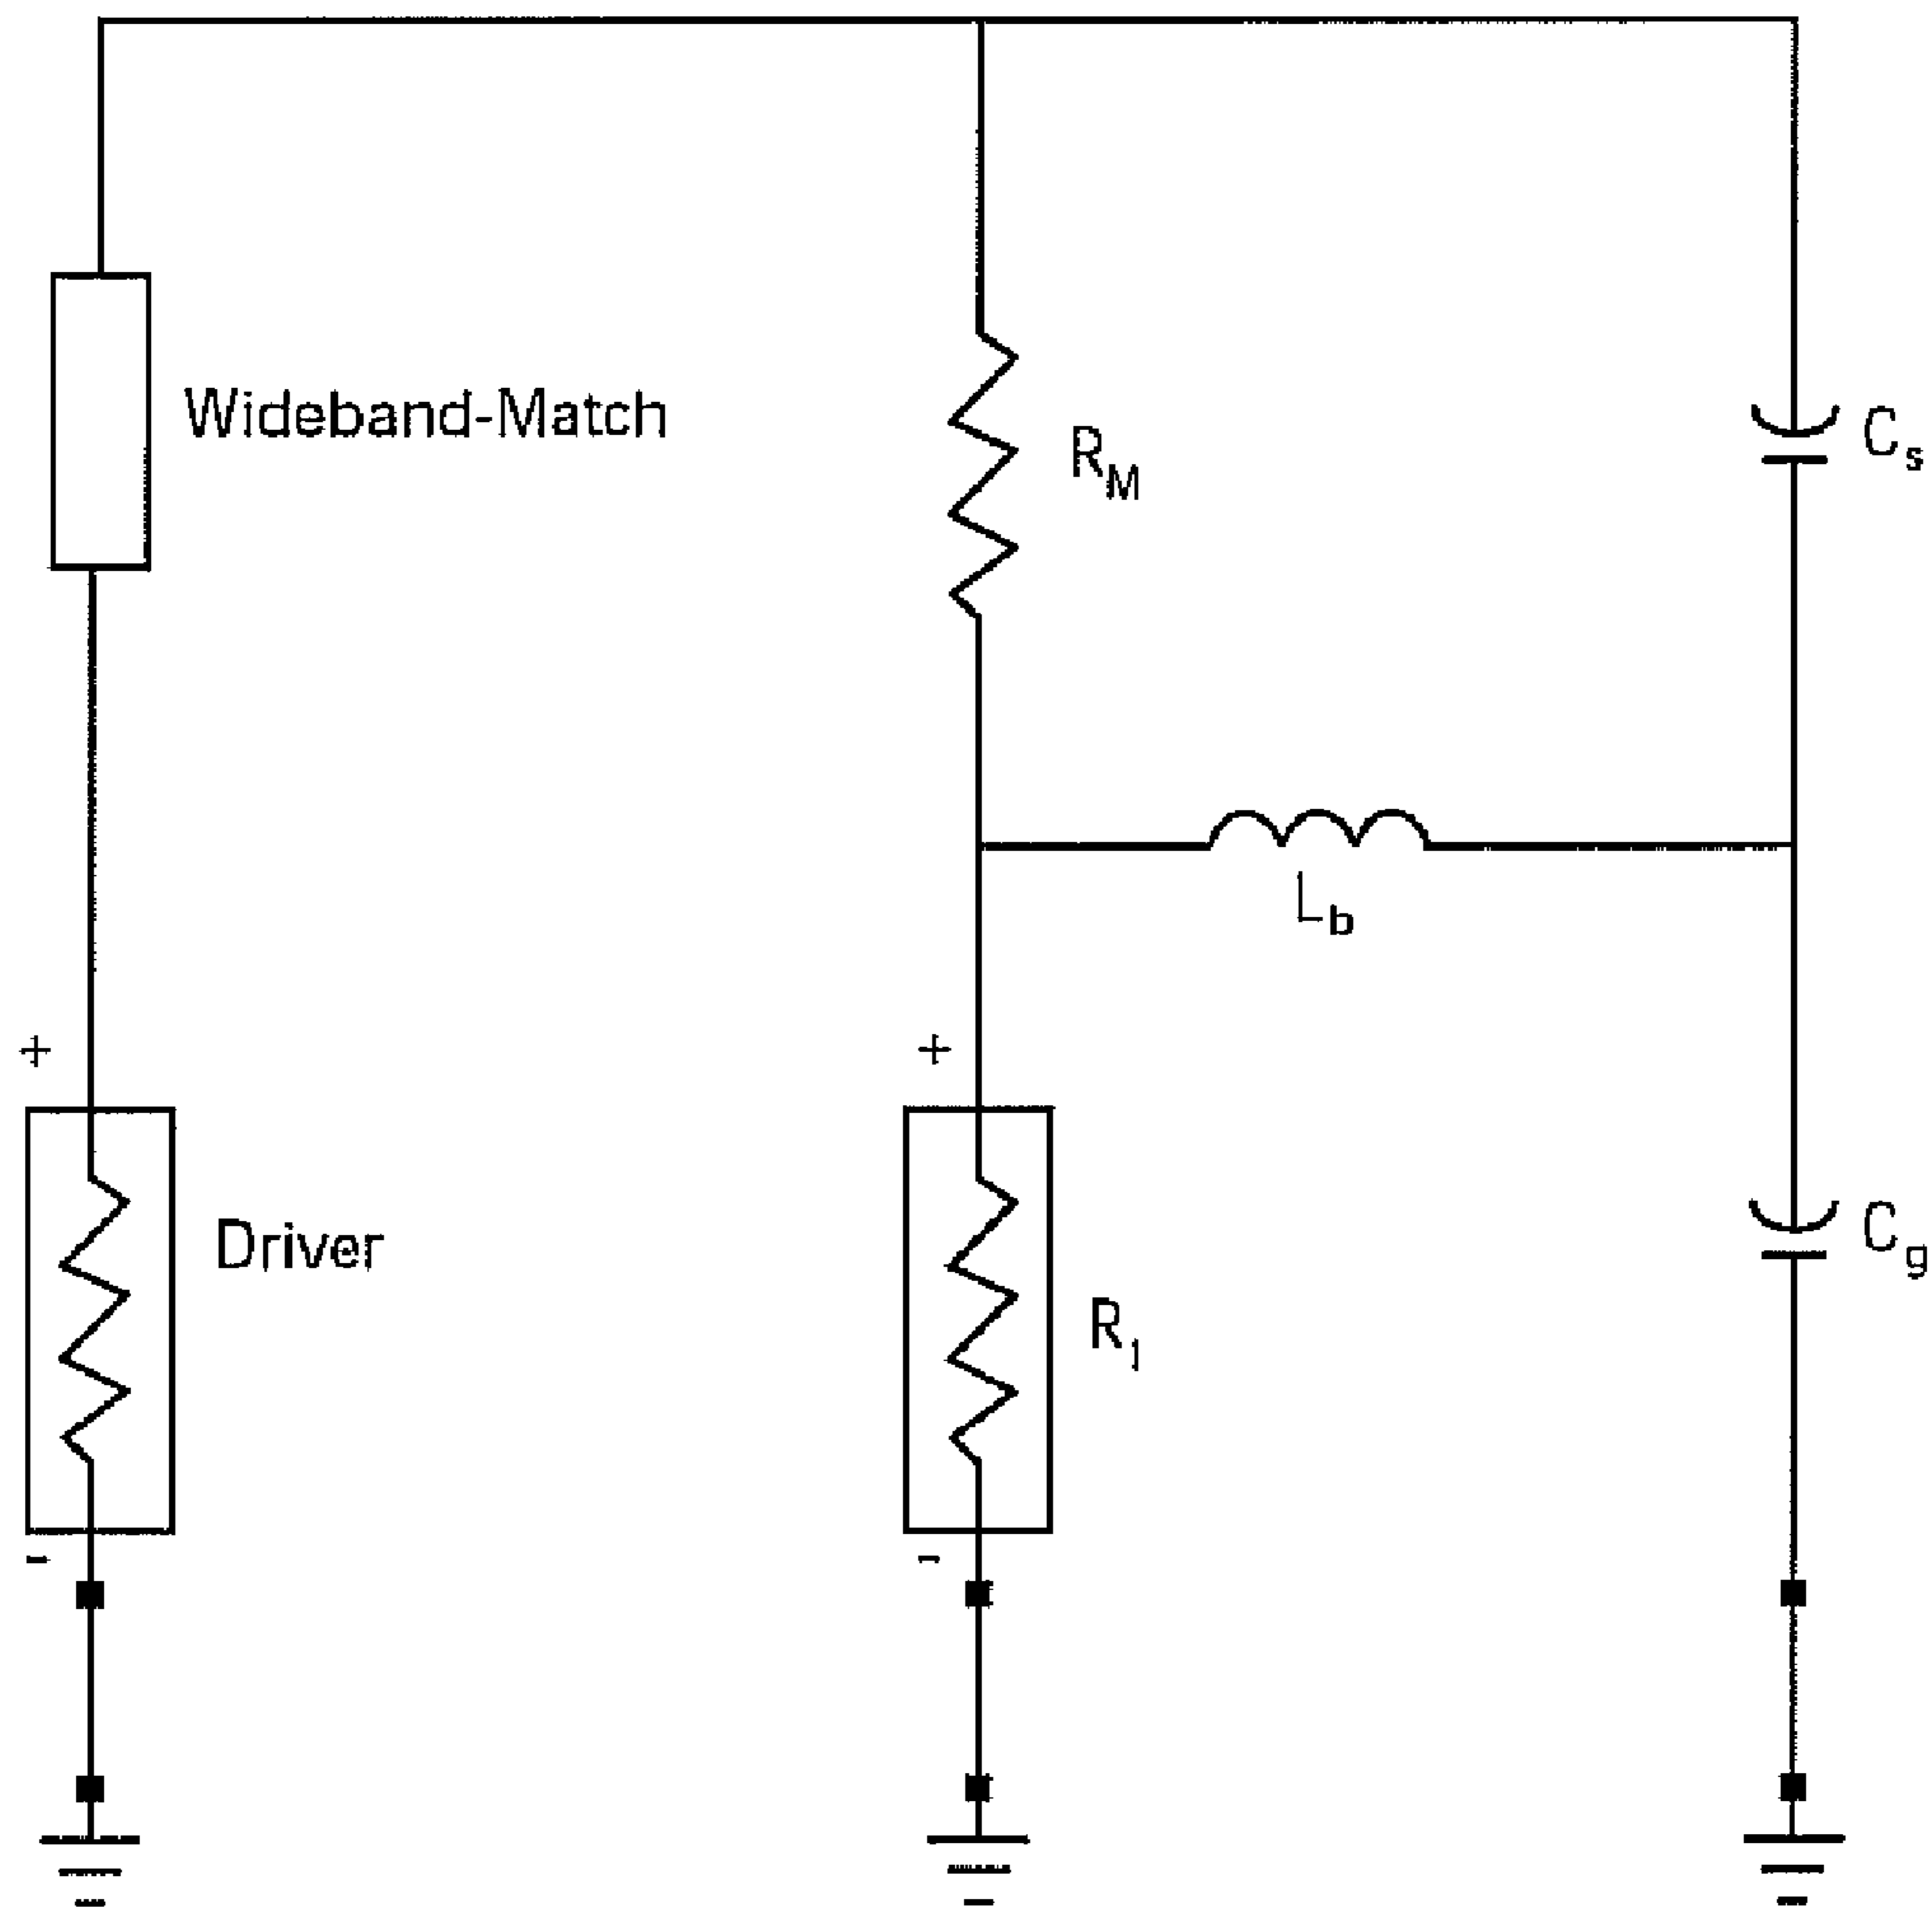 Wideband-Match
R_M
C_s
L_b
+
+
Driver
R_1
C_g
-
-